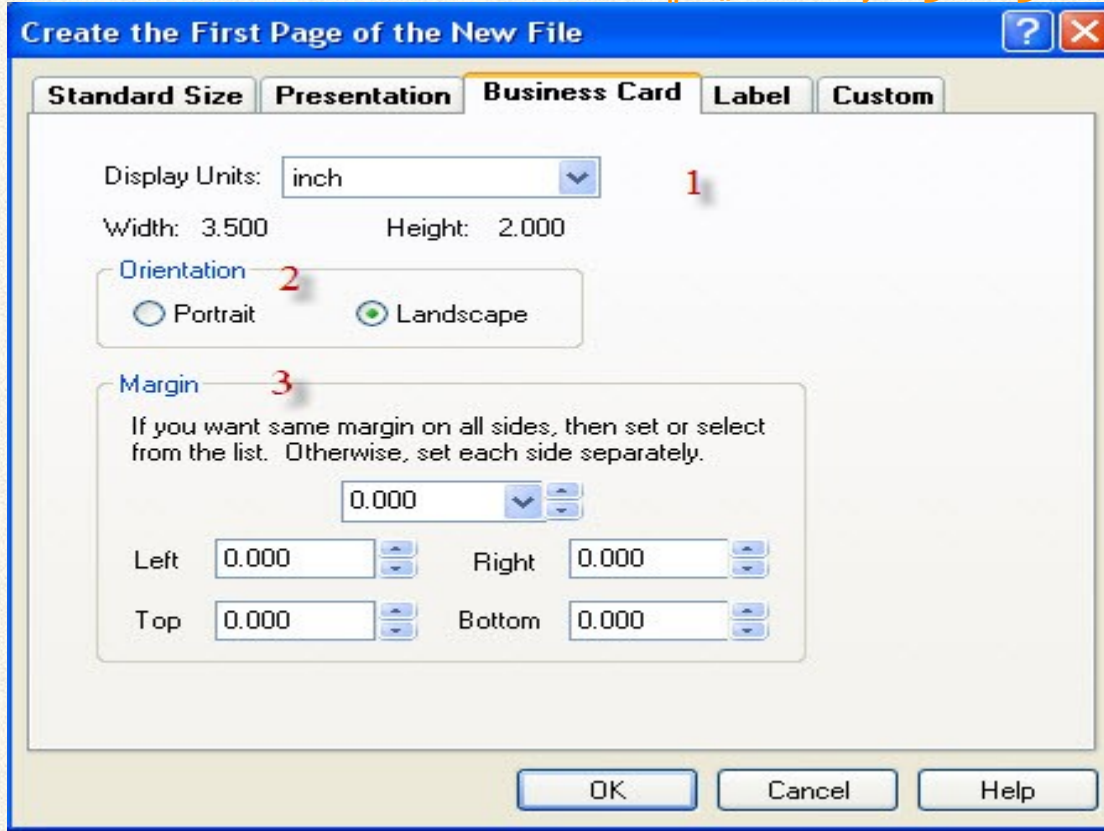 Create the First Page of the New File
Standard Size Presentation Business Card Label Custom
Display Units: inch 1
Width: 3.500 Height: 2.000
Orientation 2
Portrait Landscape
Margin 3
If you want same margin on all sides, then set or select
from the list. Otherwise, set each side separately.
0.000
Left 0.000 Right 0.000
Top 0.000 Bottom 0.000
OK Cancel Help